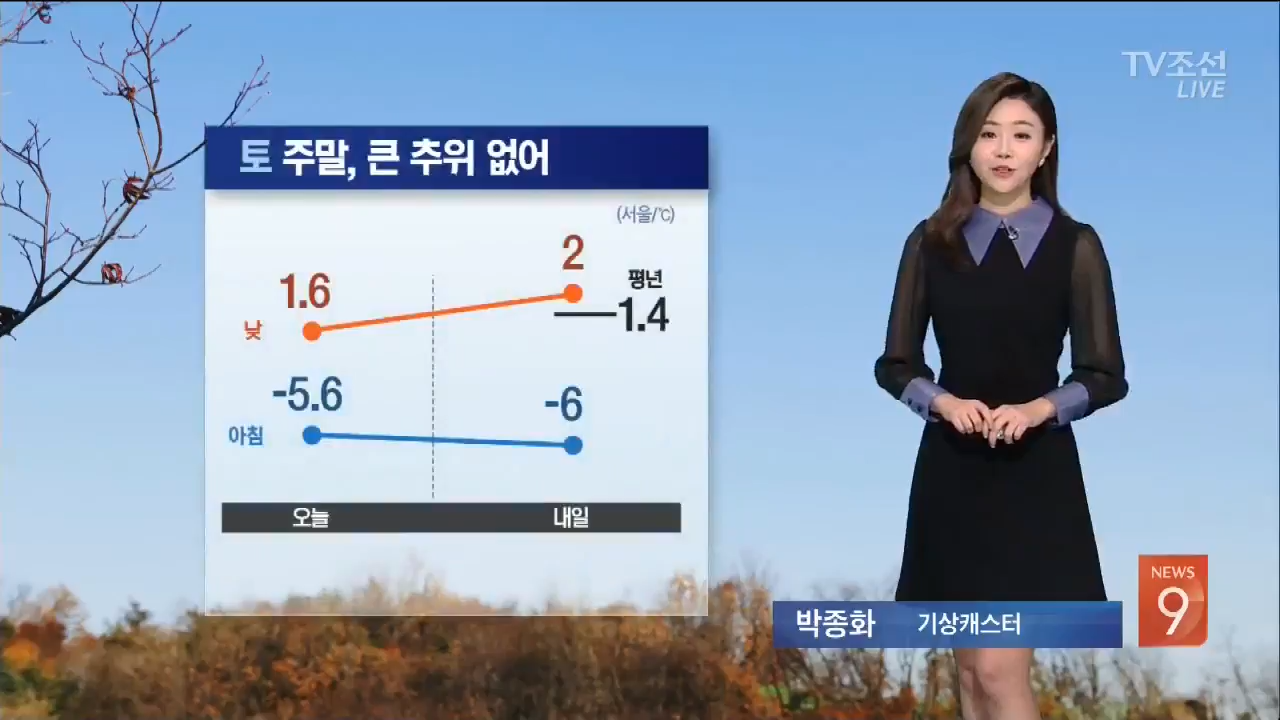 TV조선
LIVE
토 주말, 큰 추위 없어
(서울/℃)
1.6
2
평년
1.4
낮
-5.6
-6
아침
오늘
내일
박종화 기상캐스터
NEWS
9